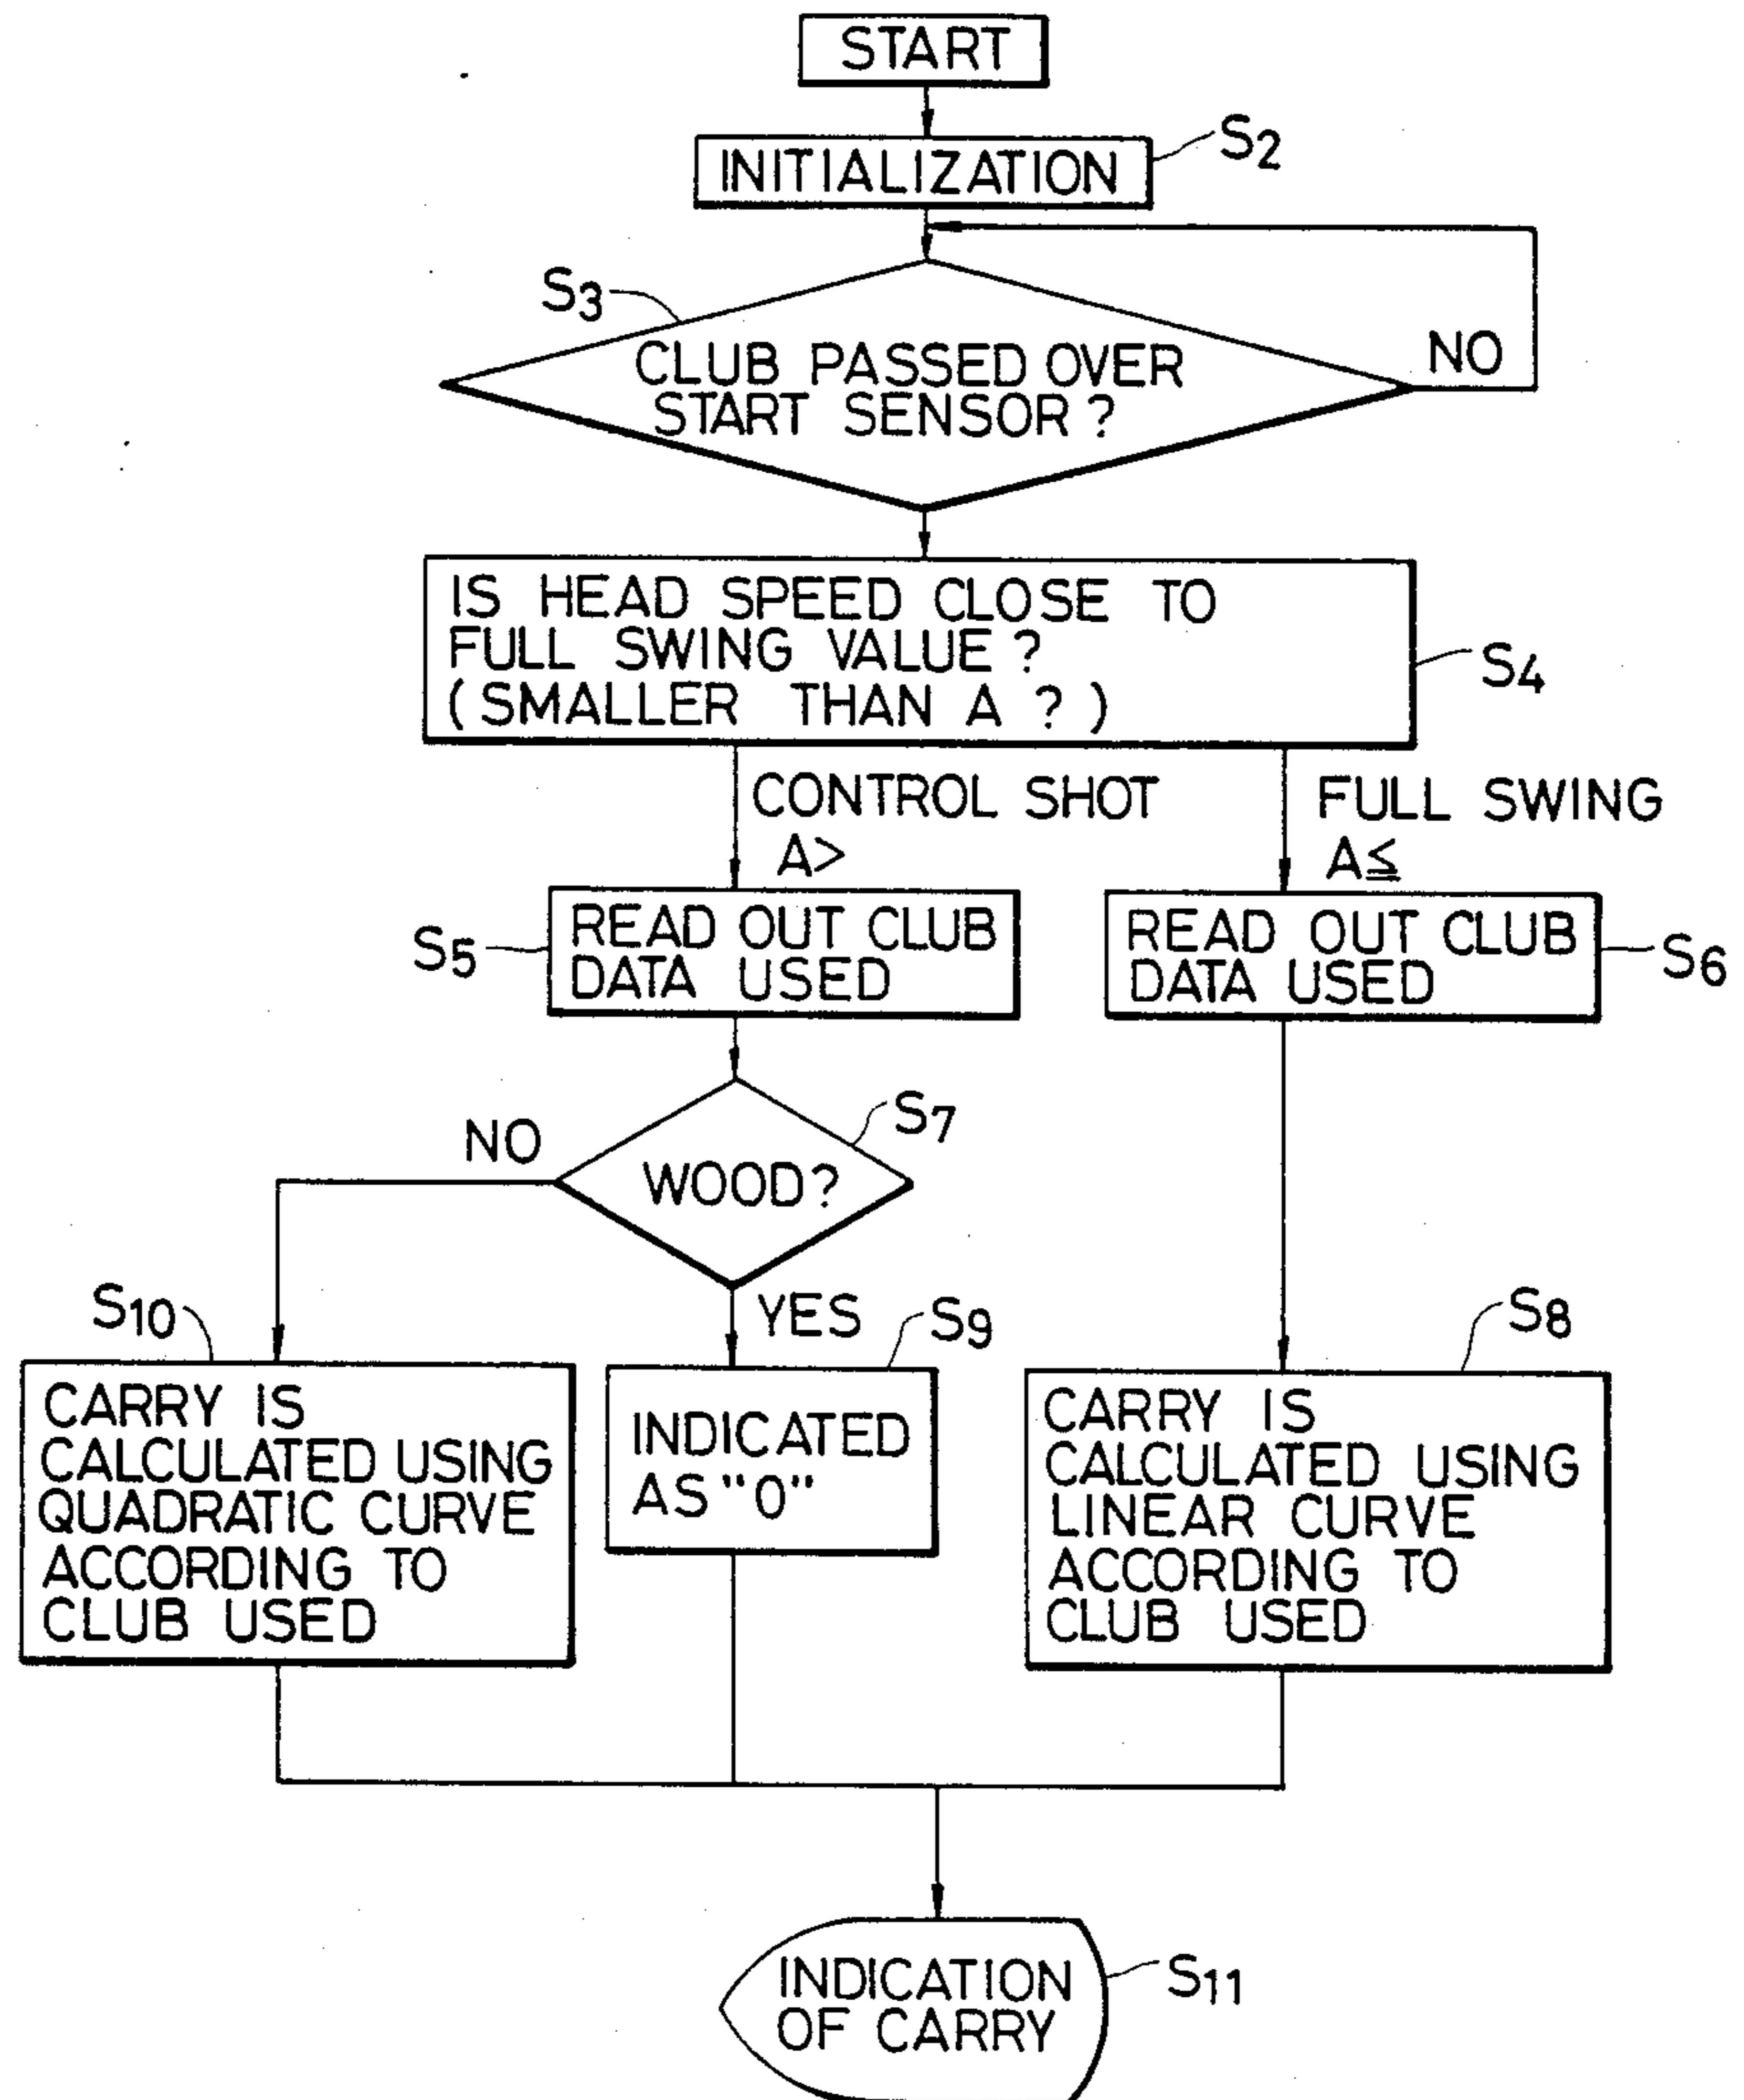 START
INITIALIZATION
S2
S3
CLUB PASSED OVER
START SENSOR ?
NO
IS HEAD SPEED CLOSE TO
FULL SWING VALUE ?
(SMALLER THAN A ?)
S4
CONTROL SHOT
A>
FULL SWING
A≦
S5
READ OUT CLUB
DATA USED
READ OUT CLUB
DATA USED
S6
NO
WOOD?
S7
YES
S10
CARRY IS
CALCULATED USING
QUADRATIC CURVE
ACCORDING TO
CLUB USED
S9
INDICATED
AS "0"
S8
CARRY IS
CALCULATED USING
LINEAR CURVE
ACCORDING TO
CLUB USED
INDICATION
OF CARRY
S11